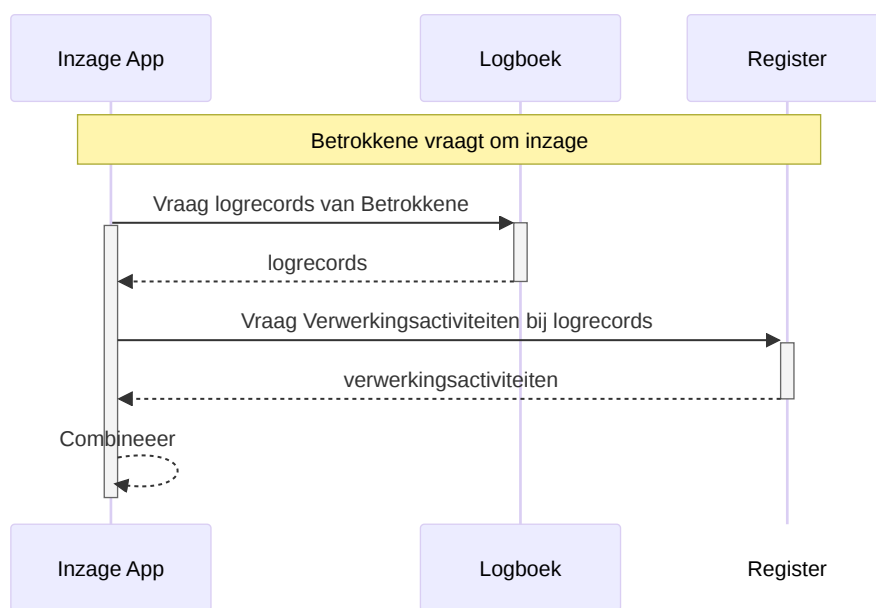 Inzage App
Logboek
Register
Betrokkene vraagt om inzage
Vraag logrecords van Betrokkene
logrecords
Vraag Verwerkingsactiviteiten bij logrecords
verwerkingsactiviteiten
Combineeer
Inzage App
Logboek
Register